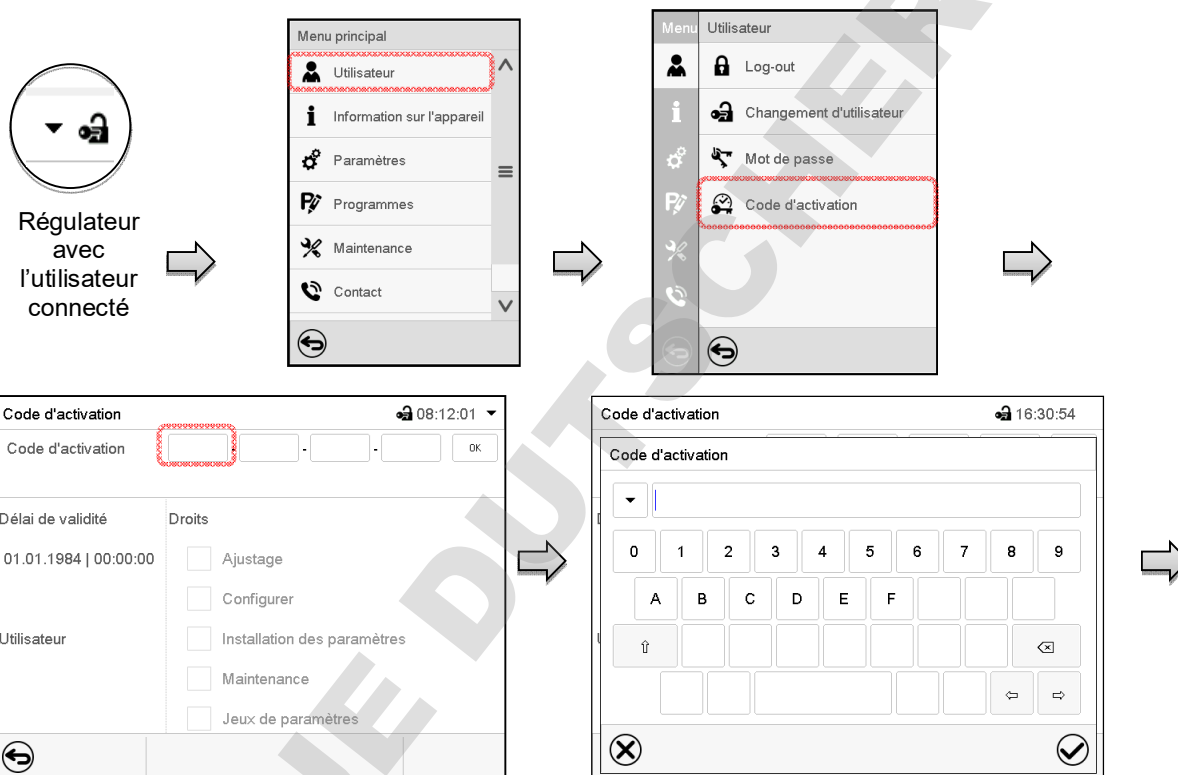 Régulateur
avec
l’utilisateur
connecté
Menu principal
Utilisateur
Information sur l'appareil
Paramètres
Programmes
Maintenance
Contact
Menu Utilisateur
Log-out
Changement d'utilisateur
Mot de passe
Code d'activation
Code d'activation 08:12:01
Code d'activation - - - OK
Délai de validité Droits
01.01.1984 | 00:00:00 Ajustage
Configurer
Utilisateur Installation des paramètres
Maintenance
Jeux de paramètres
Code d'activation 16:30:54
Code d'activation
0 1 2 3 4 5 6 7 8 9
A B C D E F
DUTSCHER